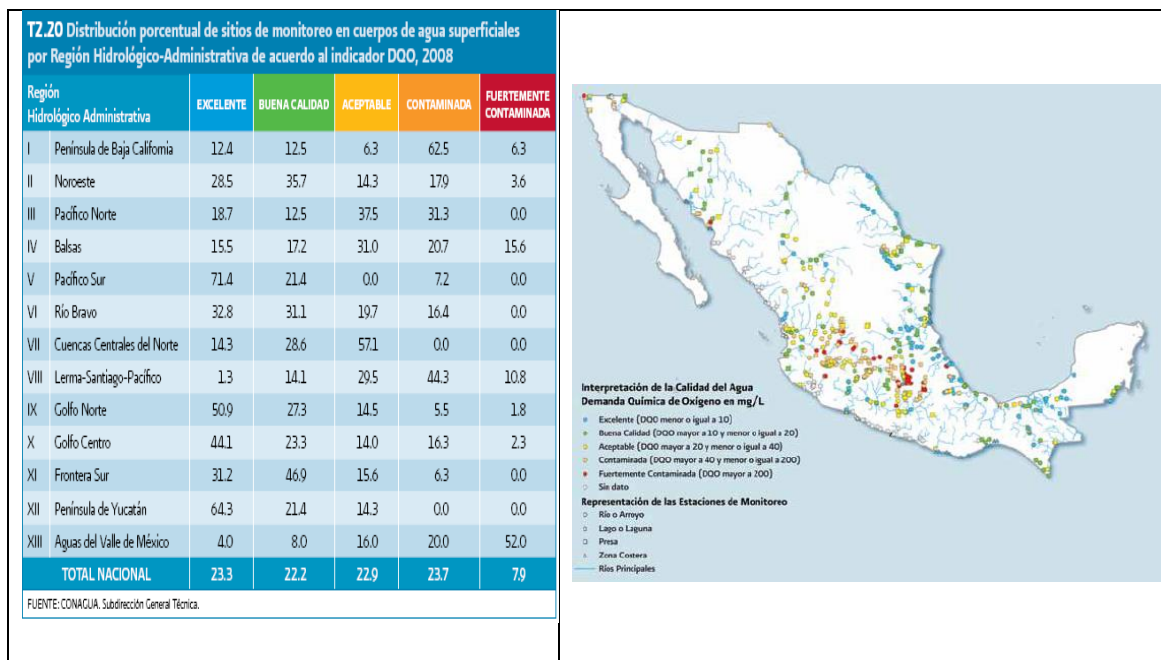 T2.20 Distribución porcentual de sitios de monitoreo en cuerpos de agua superficiales
por Región Hidrológico-Administrativa de acuerdo al indicador DQO, 2008
Región
Hidrológico Administrativa
EXCELENTE BUENA CALIDAD ACEPTABLE CONTAMINADA FUERTEMENTE CONTAMINADA
I Península de Baja California 12.4 12.5 6.3 62.5 6.3
II Noroeste 28.5 35.7 14.3 17.9 3.6
III Pacífico Norte 18.7 12.5 37.5 31.3 0.0
IV Balsas 15.5 17.2 31.0 20.7 15.6
V Pacífico Sur 71.4 21.4 0.0 7.2 0.0
VI Río Bravo 32.8 31.1 19.7 16.4 0.0
VII Cuencas Centrales del Norte 14.3 28.6 57.1 0.0 0.0
VIII Lerma-Santiago-Pacífico 1.3 14.1 29.5 44.3 10.8
IX Golfo Norte 50.9 27.3 14.5 5.5 1.8
X Golfo Centro 44.1 23.3 14.0 16.3 2.3
XI Frontera Sur 31.2 46.9 15.6 6.3 0.0
XII Península de Yucatán 64.3 21.4 14.3 0.0 0.0
XIII Aguas del Valle de México 4.0 8.0 16.0 20.0 52.0
TOTAL NACIONAL 23.3 22.2 22.9 23.7 7.9
FUENTE: CONAGUA. Subdirección General Técnica.
Interpretación de la Calidad del Agua
Demanda Química de Oxígeno en mg/L
Excelente (DQO menor o igual a 10)
Buena Calidad (DQO mayor a 10 y menor o igual a 20)
Aceptable (DQO mayor a 20 y menor o igual a 40)
Contaminada (DQO mayor a 40 y menor o igual a 200)
Fuertemente Contaminada (DQO mayor a 200)
Sin dato
Representación de las Estaciones de Monitoreo
Río o Arroyo
Lago o Laguna
Presa
Zona Costera
Ríos Principales